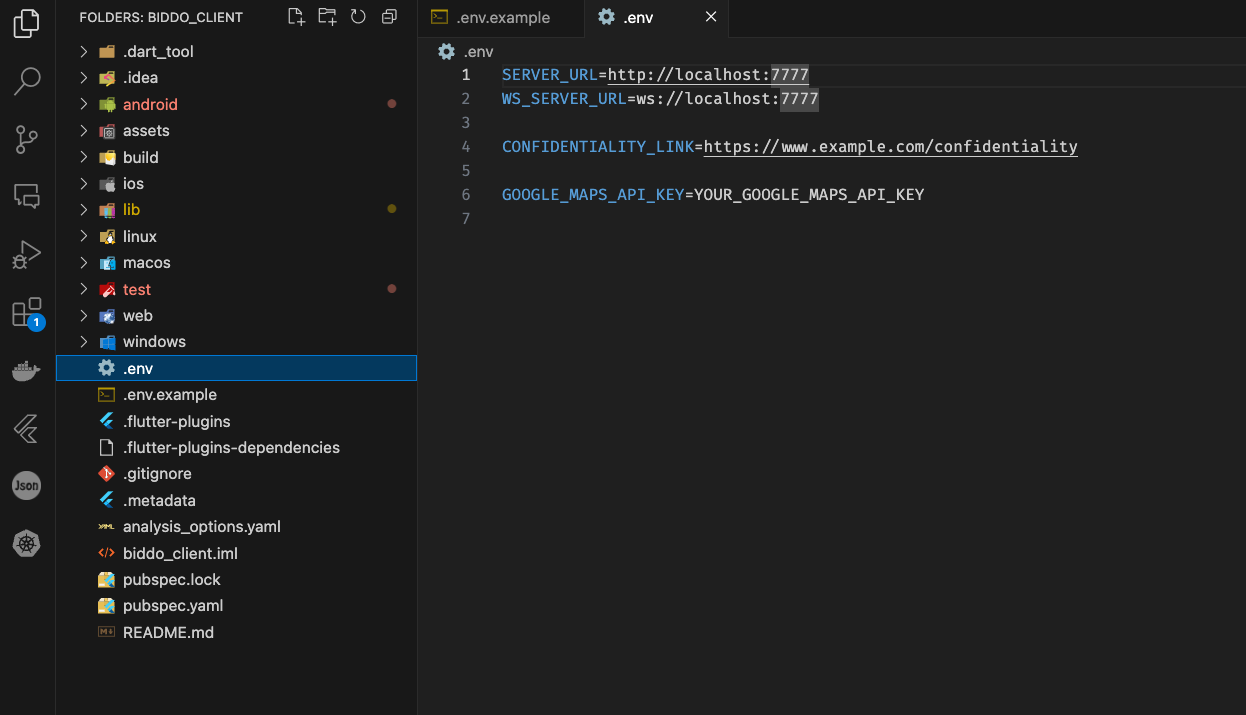 FOLDERS: BIDDO_CLIENT
.dart_tool
.idea
android
assets
build
ios
lib
linux
macos
test
web
windows
.env
.env.example
.flutter-plugins
.flutter-plugins-dependencies
.gitignore
.metadata
YAML analysis_options.yaml
biddo_client.iml
pubspec.lock
pubspec.yaml
M README.md
1
Json
.env.example
.env
.env
1 SERVER_URL=http://localhost:7777
2 WS_SERVER_URL=ws://localhost:7777
3
4 CONFIDENTIALITY_LINK=https://www.example.com/confidentiality
5
6 GOOGLE_MAPS_API_KEY=YOUR_GOOGLE_MAPS_API_KEY
7